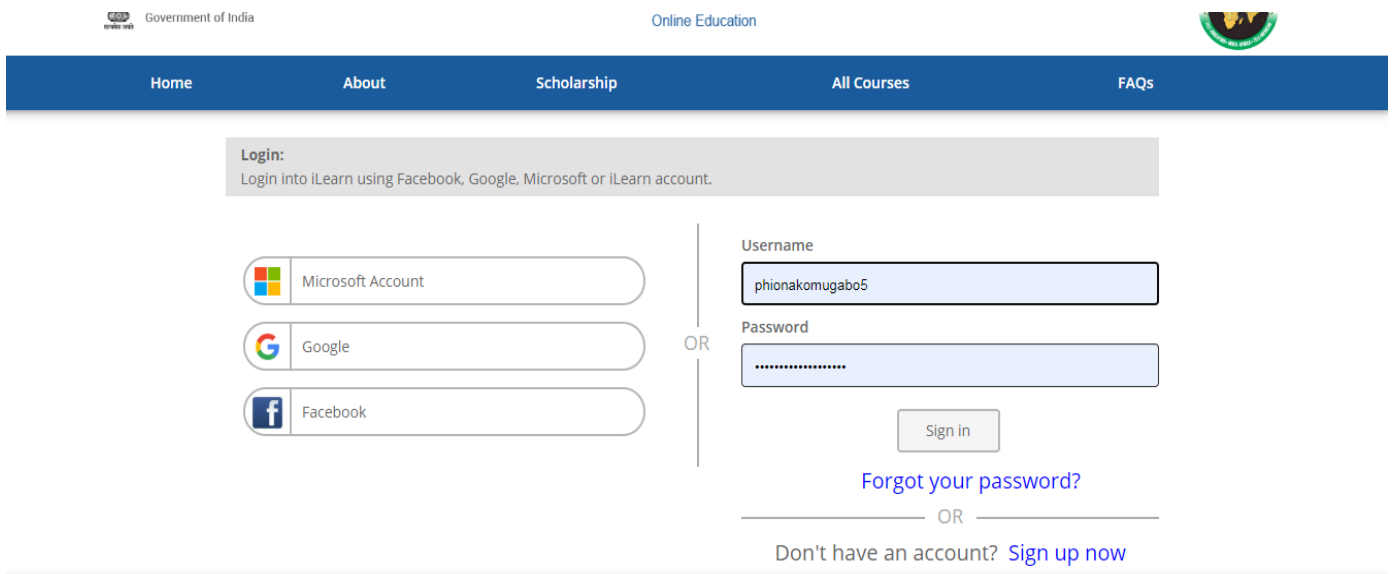 Government of India
Online Education
Home About Scholarship All Courses FAQs
Login:
Login into iLearn using Facebook, Google, Microsoft or iLearn account.
Microsoft Account
Google
Facebook
OR
Username
phionakomugabo5
Password
Sign in
Forgot your password?
OR
Don't have an account? Sign up now